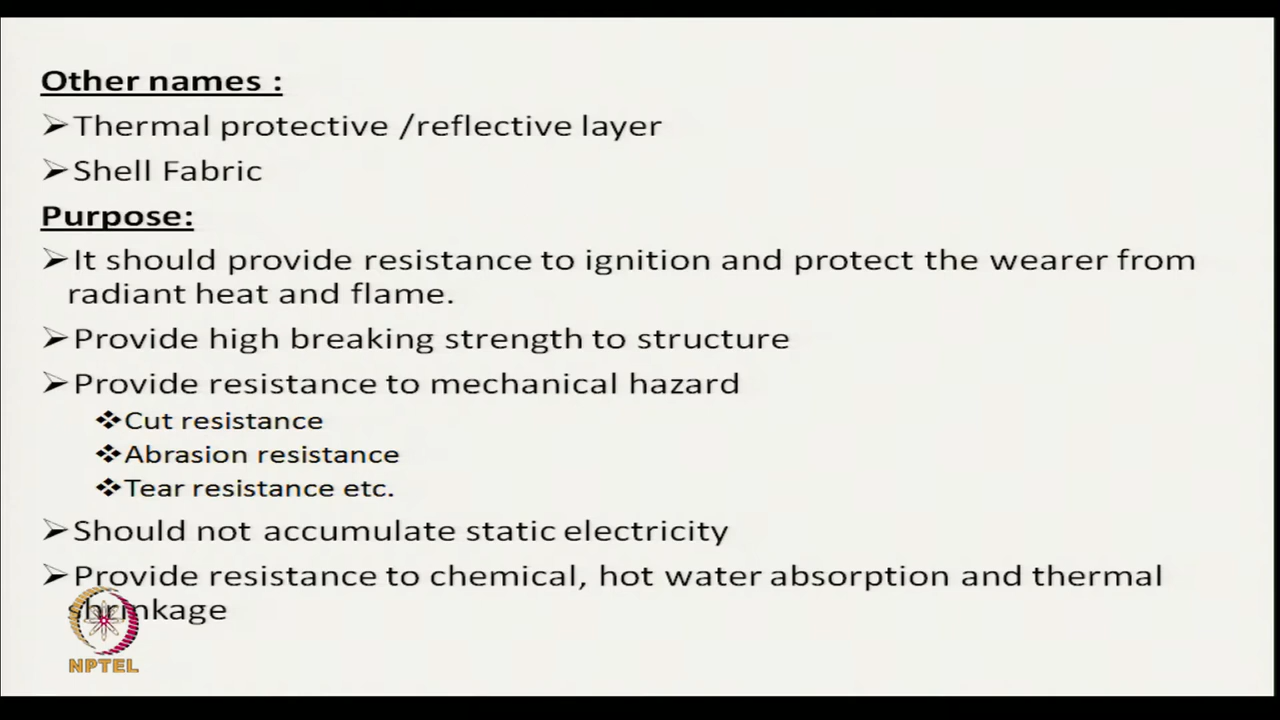 Other names :
➢Thermal protective /reflective layer
➢Shell Fabric
Purpose:
➢It should provide resistance to ignition and protect the wearer from
radiant heat and flame.
➢Provide high breaking strength to structure
➢Provide resistance to mechanical hazard
❖Cut resistance
❖Abrasion resistance
❖Tear resistance etc.
➢Should not accumulate static electricity
➢Provide resistance to chemical, hot water absorption and thermal
shrinkage
NPTEL